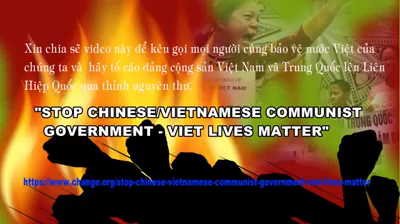 Xin chia sẽ video này để kêu gọi mọi người cùng bảo vệ nước Việt của
chúng ta và hãy tố cáo đảng cộng sản Việt Nam và Trung Quốc lên Liên
Hiệp Quốc qua thỉnh nguyên thư.
"STOP CHINESE/VIETNAMESE COMMUNIST
GOVERNMENT - VIET LIVES MATTER"
https://www.change.org/stop-chinese-vietnamese-communist-government-viet-lives-matter